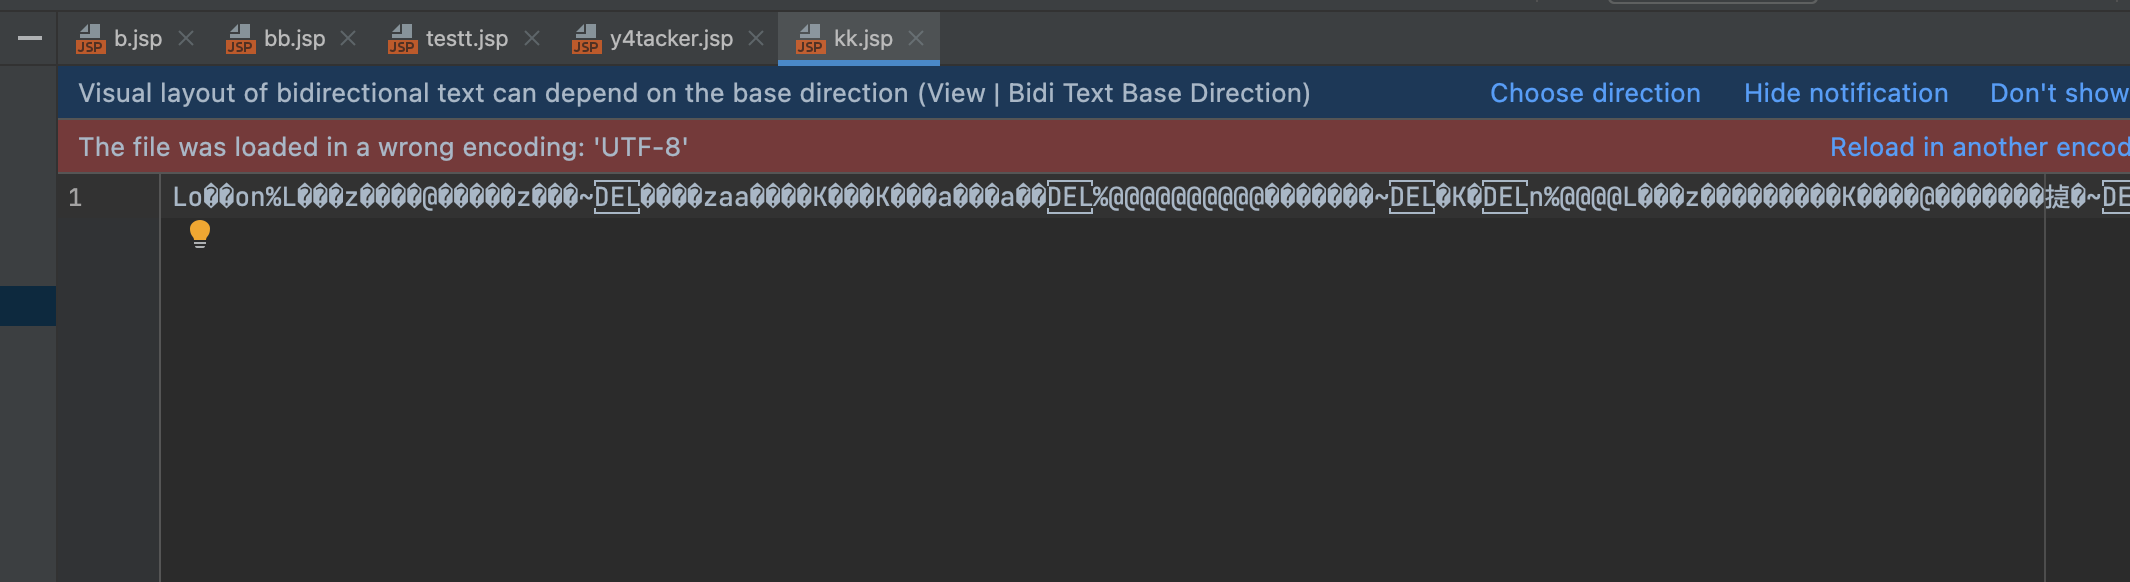 JSP b.jsp JSP bb.jsp JSP testt.jsp JSP y4tacker.jsp JSP kk.jsp
Visual layout of bidirectional text can depend on the base direction (View | Bidi Text Base Direction) Choose direction Hide notification Don't show
The file was loaded in a wrong encoding: 'UTF-8' Reload in another encod
1 Lo��on%L���z����@�����z���~DEL����zaa����K���K���a���a��DEL%@@@@@@@@@@�������~DEL�K�DELn%@@@@L���z���������K����@�������㨁�~DE